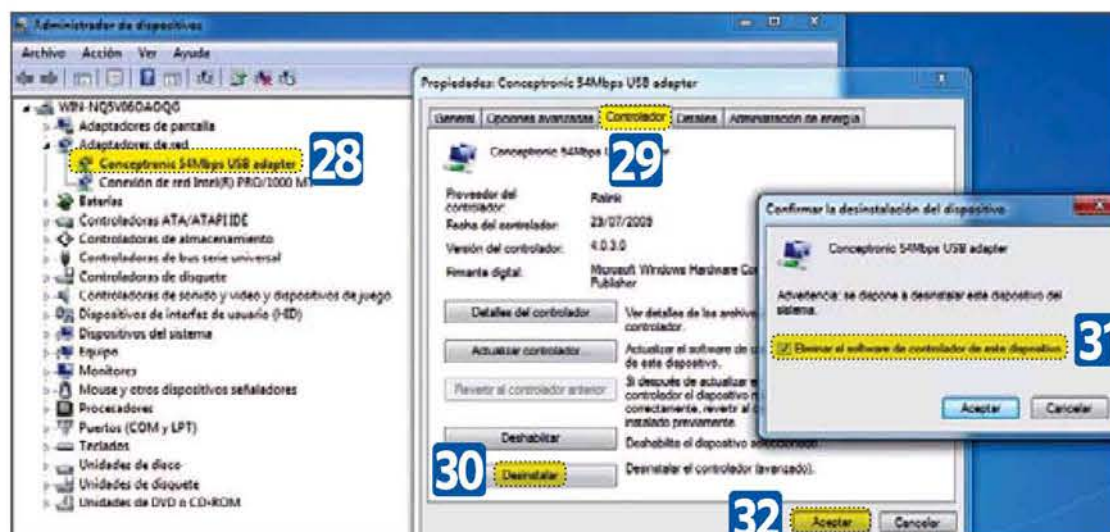 Administrador de dispositivos
Archivo Acción Ver Ayuda
WIN-NQ5V06OAOQG
Adaptadores de pantalla
Adaptadores de red
Conceptronic 54Mbps USB adapter
28
Conexión de red Intel(R) PRO/1000 MT
Baterías
Controladoras ATA/ATAPI IDE
Controladoras de almacenamiento
Controladoras de bus serie universal
Controladoras de disquete
Controladoras de sonido y vídeo y dispositivos de juego
Dispositivos de interfaz de usuario (HID)
Dispositivos del sistema
Equipo
Monitores
Mouse y otros dispositivos señaladores
Procesadores
Puertos (COM y LPT)
Teclados
Unidades de disco
Unidades de disquete
Unidades de DVD o CD-ROM
Propiedades: Conceptronic 54Mbps USB adapter
General Opciones avanzadas Controlador Detalles Administración de energía
29
Conceptronic 54Mbps
Proveedor del controlador: Ralink
Fecha del controlador: 23/07/2009
Versión del controlador: 4.0.3.0
Firmante digital: Microsoft Windows Hardware
Publisher
Detalles del controlador
Ver detalles de los archivo
controlador.
Actualizar controlador...
Actualizar el software de
de este dispositivo.
Revertir al controlador anterior
Si después de actualizar
controlador el dispositivo
correctamente, revertir al
instalado previamente.
Deshabilitar
Deshabilita el dispositivo seleccionado.
30
Desinstalar
Desinstalar el controlador (avanzado).
32
Aceptar Cancelar
Confirmar la desinstalación del dispositivo
Conceptronic 54Mbps USB adapter
Advertencia: se dispone a desinstalar este dispositivo del
sistema.
Eliminar el software de controlador de este dispositivo.
31
Aceptar Cancelar